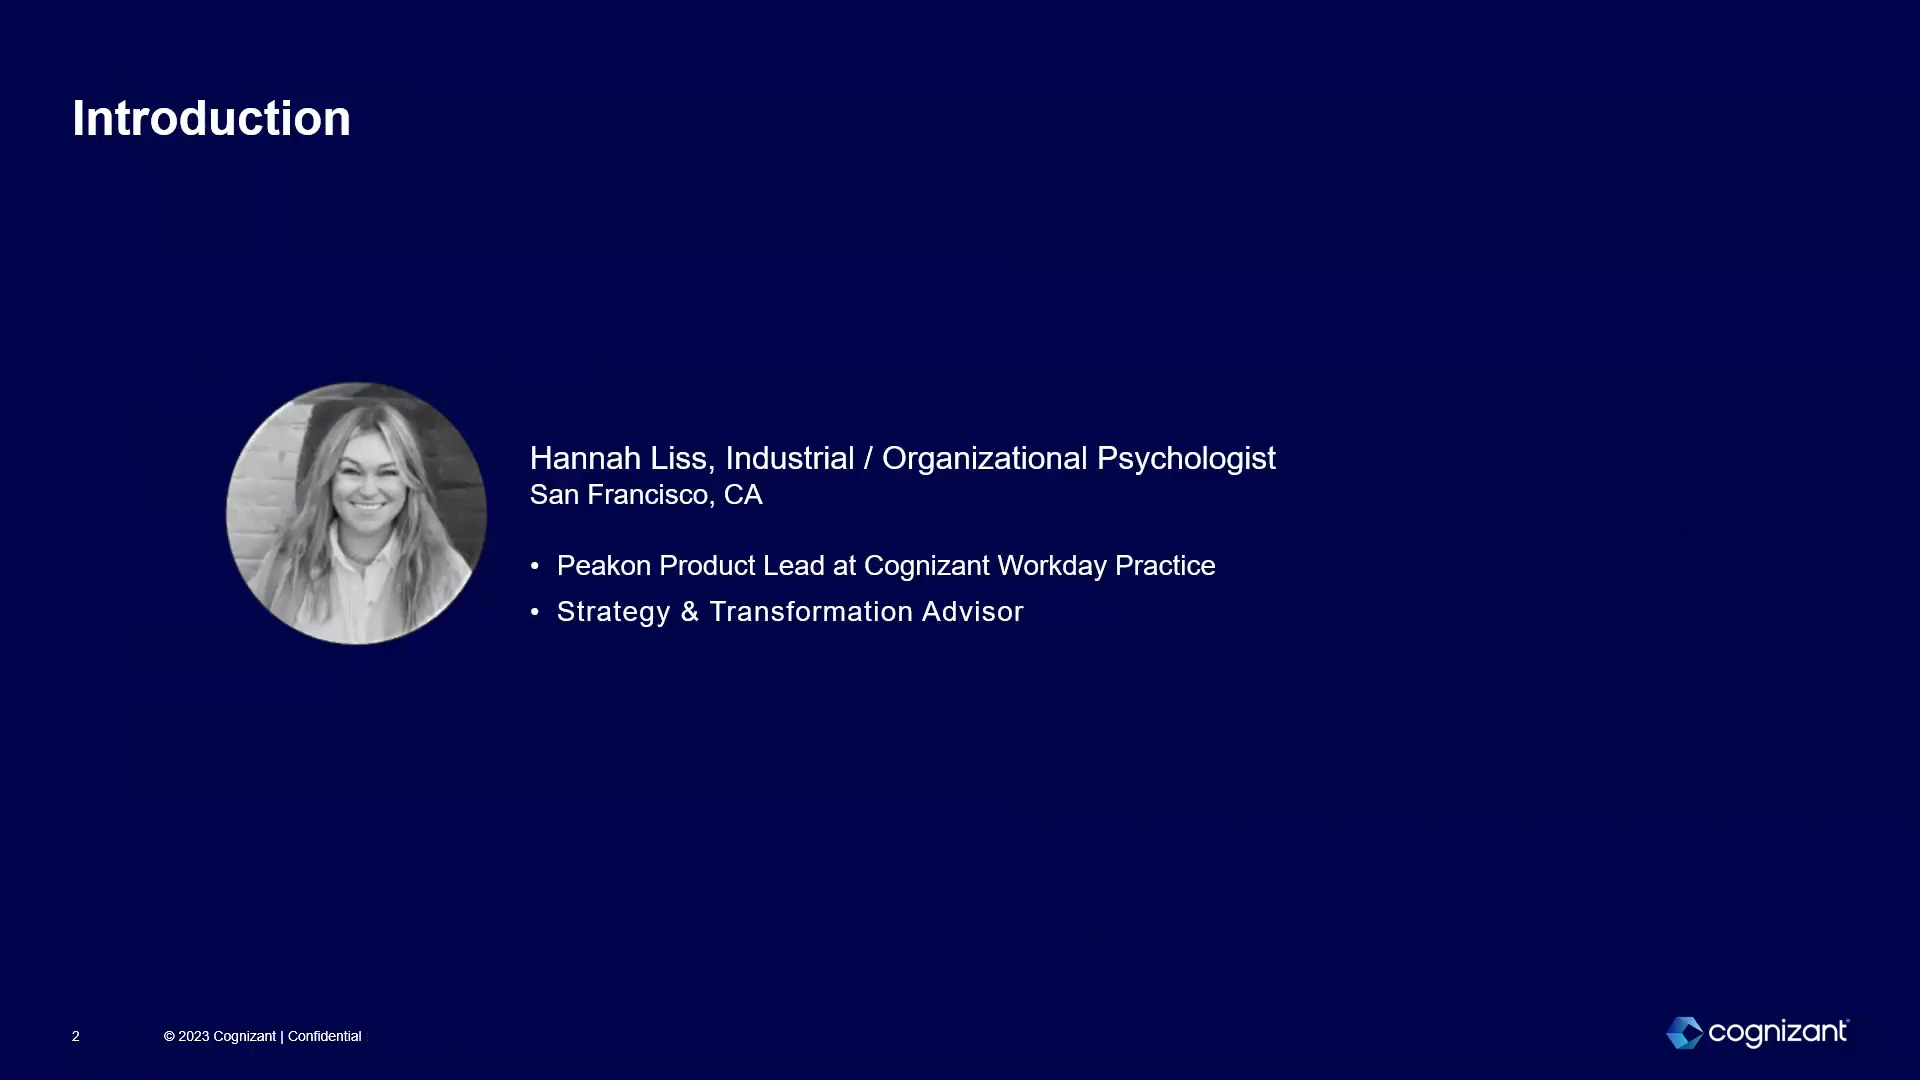 Introduction
Hannah Liss, Industrial / Organizational Psychologist
San Francisco, CA
• Peakon Product Lead at Cognizant Workday Practice
• Strategy & Transformation Advisor
2
© 2023 Cognizant | Confidential
cognizant